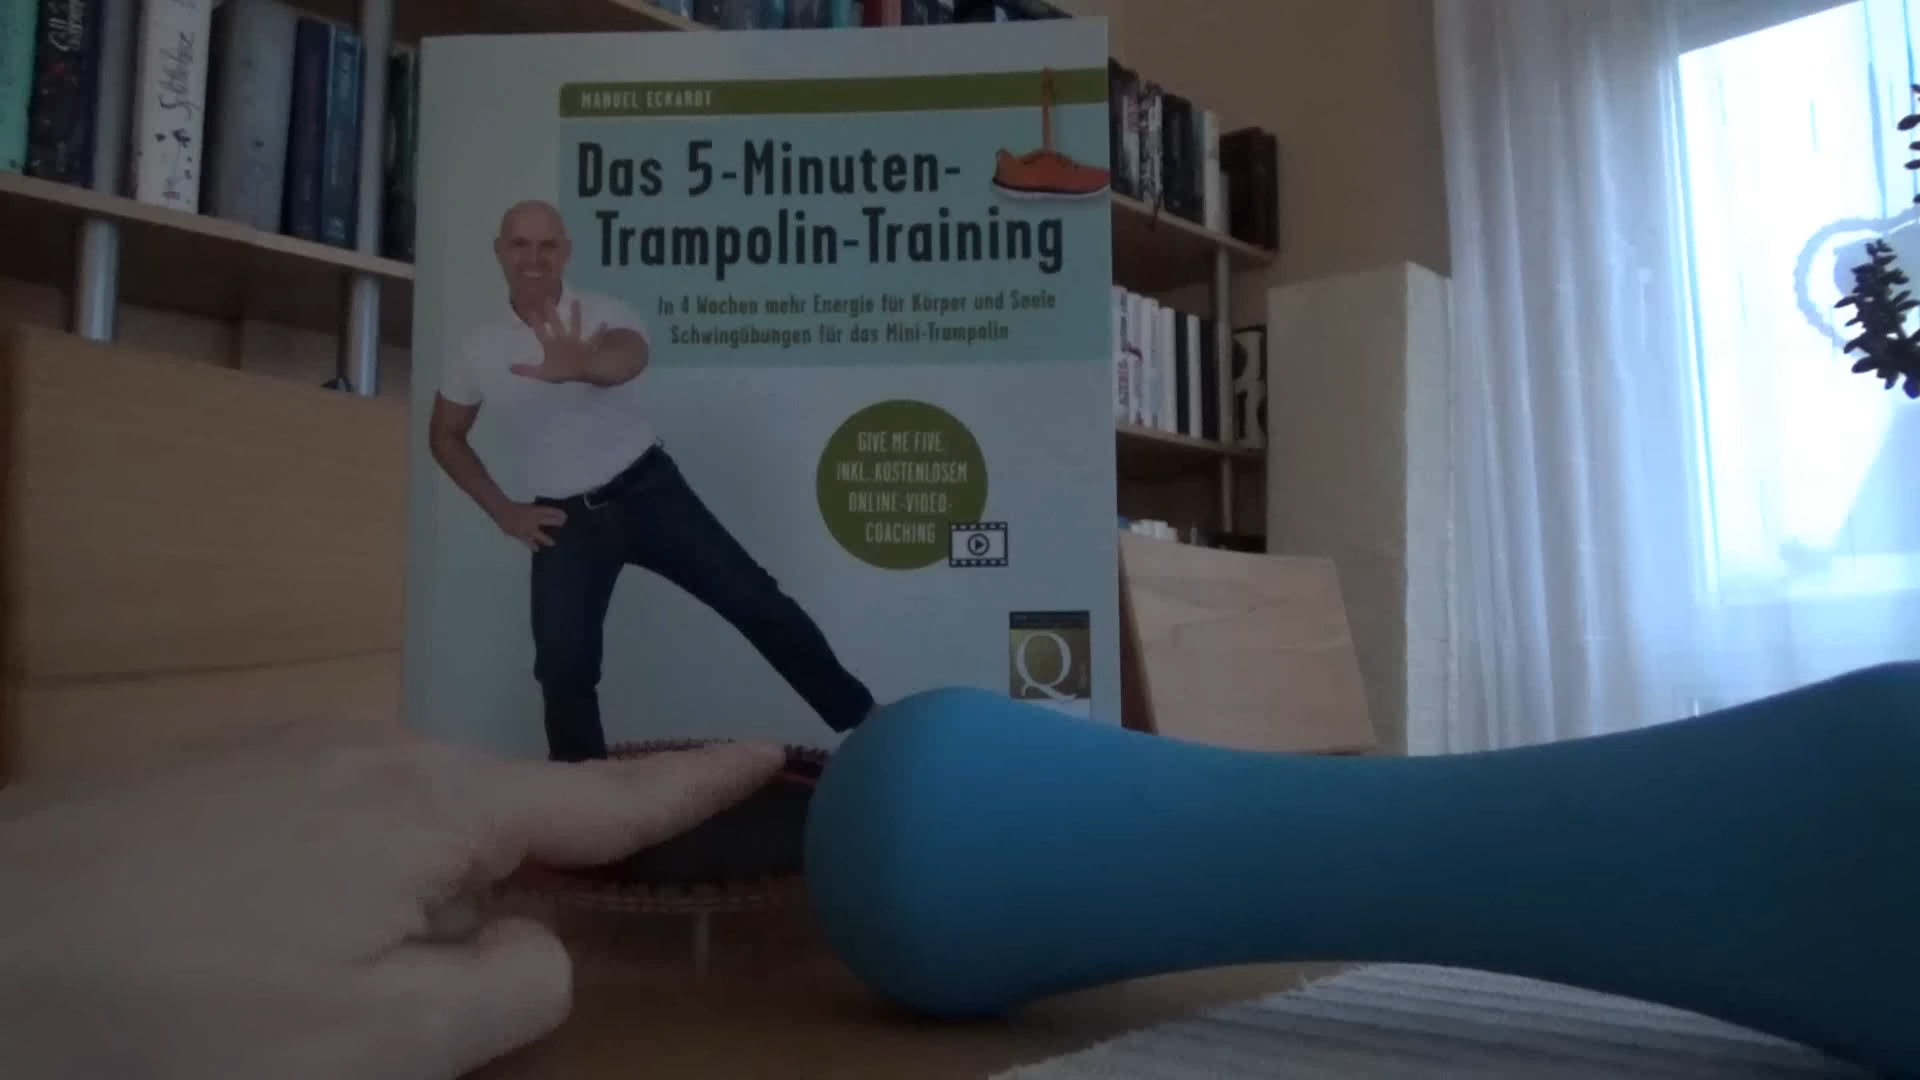 MANUEL ECKARDT
Das 5-Minuten-
Trampolin-Training
In 4 Wochen mehr Energie für Körper und Seele
Schwingübungen für das Mini-Trampolin
GIVE ME FIVE
INKL. KOSTENLOSEM
ONLINE-VIDEO-
COACHING
Q